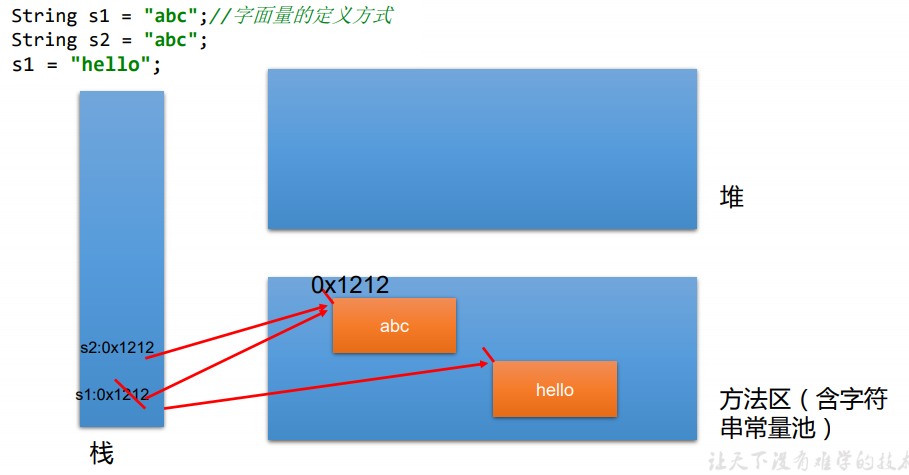 String s1 = "abc";//字面量的定义方式
String s2 = "abc";
s1 = "hello";
堆
0x1212
abc
s2:0x1212
s1:0x1212
hello
方法区（含字符
串常量池）
栈
让天下没有难学的技术